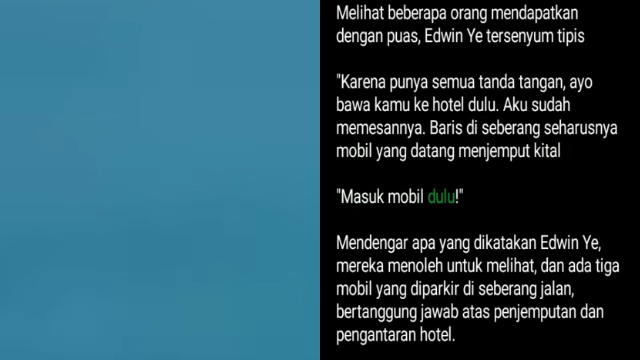 Melihat beberapa orang mendapatkan
dengan puas, Edwin Ye tersenyum tipis
"Karena punya semua tanda tangan, ayo
bawa kamu ke hotel dulu. Aku sudah
memesannya. Baris di seberang seharusnya
mobil yang datang menjemput kital
"Masuk mobil dulu!"
Mendengar apa yang dikatakan Edwin Ye,
mereka menoleh untuk melihat, dan ada tiga
mobil yang diparkir di seberang jalan,
bertanggung jawab atas penjemputan dan
pengantaran hotel.